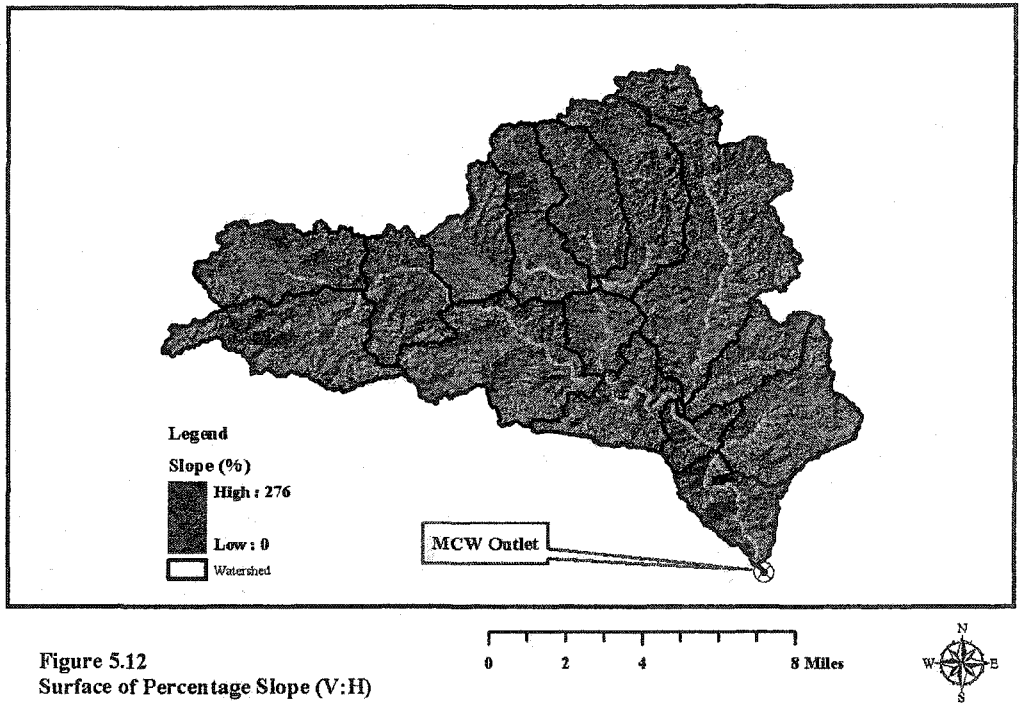 Legend
Slope (%)
High : 276
Low : 0
Watershed
MCW Outlet
Figure 5.12
Surface of Percentage Slope (V:H)
0 2 4 8 Miles
N
W E
S